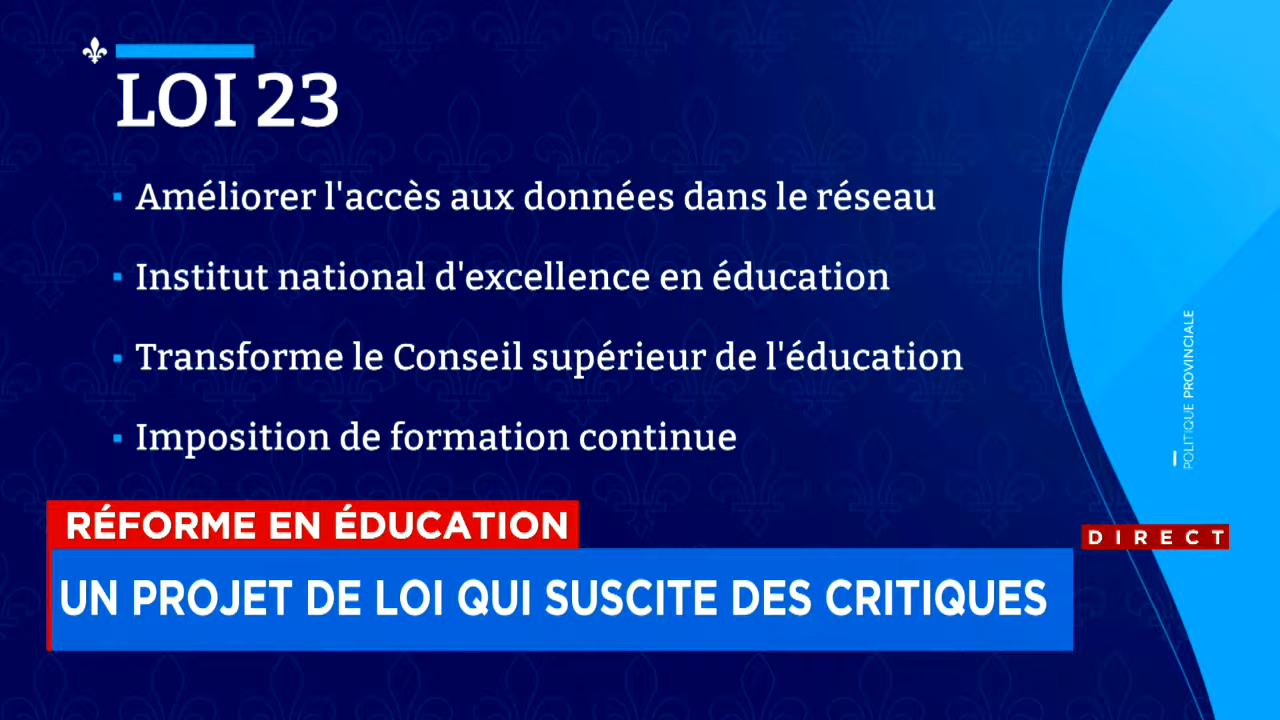 LOI 23
Améliorer l'accès aux données dans le réseau
Institut national d'excellence en éducation
Transforme le Conseil supérieur de l'éducation
Imposition de formation continue
POLITIQUE PROVINCIALE
RÉFORME EN ÉDUCATION
DIRECT
UN PROJET DE LOI QUI SUSCITE DES CRITIQUES